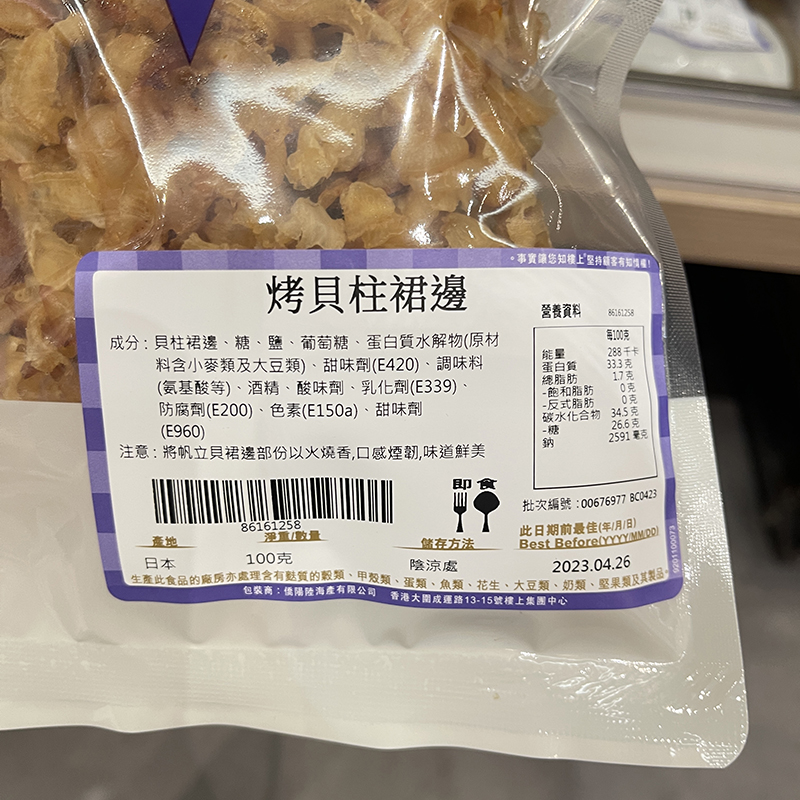 。事實讓您知樓上 堅持顧客有知情權！
烤貝柱裙邊
成分：貝柱裙邊、糖、鹽、葡萄糖、蛋白質水解物(原材
料含小麥類及大豆類)、甜味劑(E420)、調味料
(氨基酸等)、酒精、酸味劑、乳化劑(E339)、
防腐劑(E200)、色素(E150a)、甜味劑
(E960)
注意：將帆立貝裙邊部份以火燒香,口感煙韌,味道鮮美
營養資料 86161258
每100克
能量 288 千卡
蛋白質 33.3 克
總脂肪 1.7 克
-飽和脂肪 0 克
-反式脂肪 0 克
碳水化合物 34.5 克
-糖 26.6 克
鈉 2591 毫克
86161258
即食
批次編號：00676977 BC0423
產地 淨重/數量 儲存方法
日本 100克 陰涼處
此日期前最佳(年/月/日)
Best Before(YYYY/MM/DD)
2023.04.26
生產此食品的廠房亦處理含有麩質的穀類、甲殼類、蛋類、魚類、花生、大豆類、奶類、堅果類及其製品。
包裝商：僑陽陸海產有限公司 香港大圍成運路13-15號樓上集團中心
9201100073